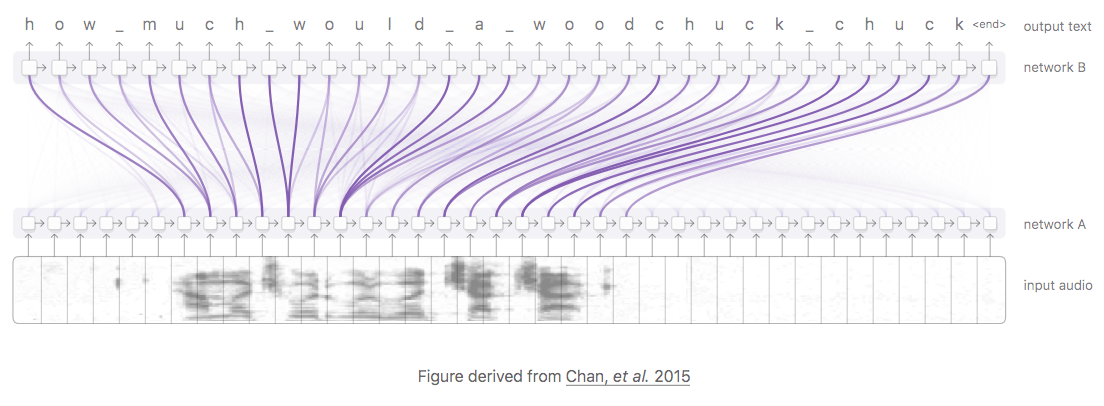 h o w _ m u c h _ w o u l d _ a _ w o o d c h u c k _ c h u c k <end> output text
network B
network A
input audio
Figure derived from Chan, et al. 2015